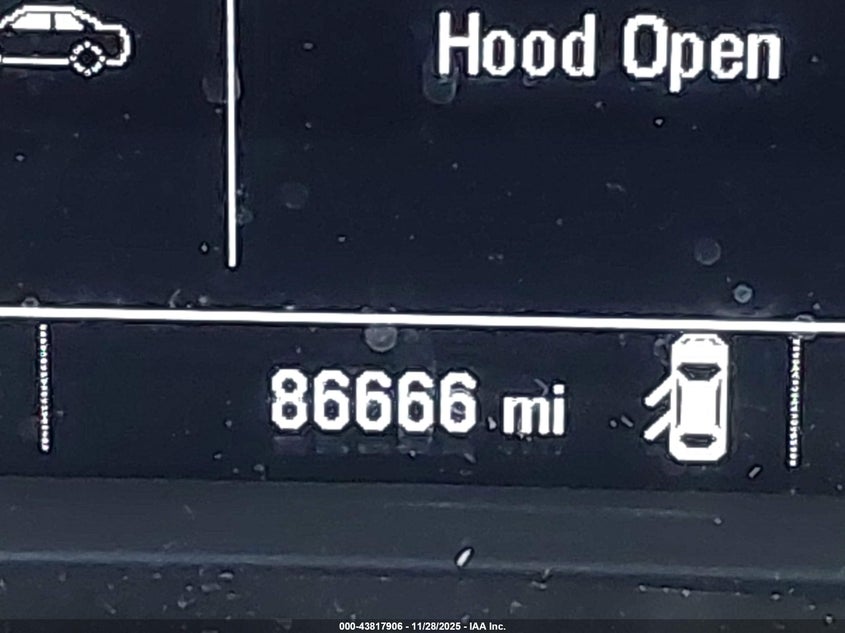 Hood Open
86666 mi
000-43817906 - 11/28/2025 - IAA Inc.